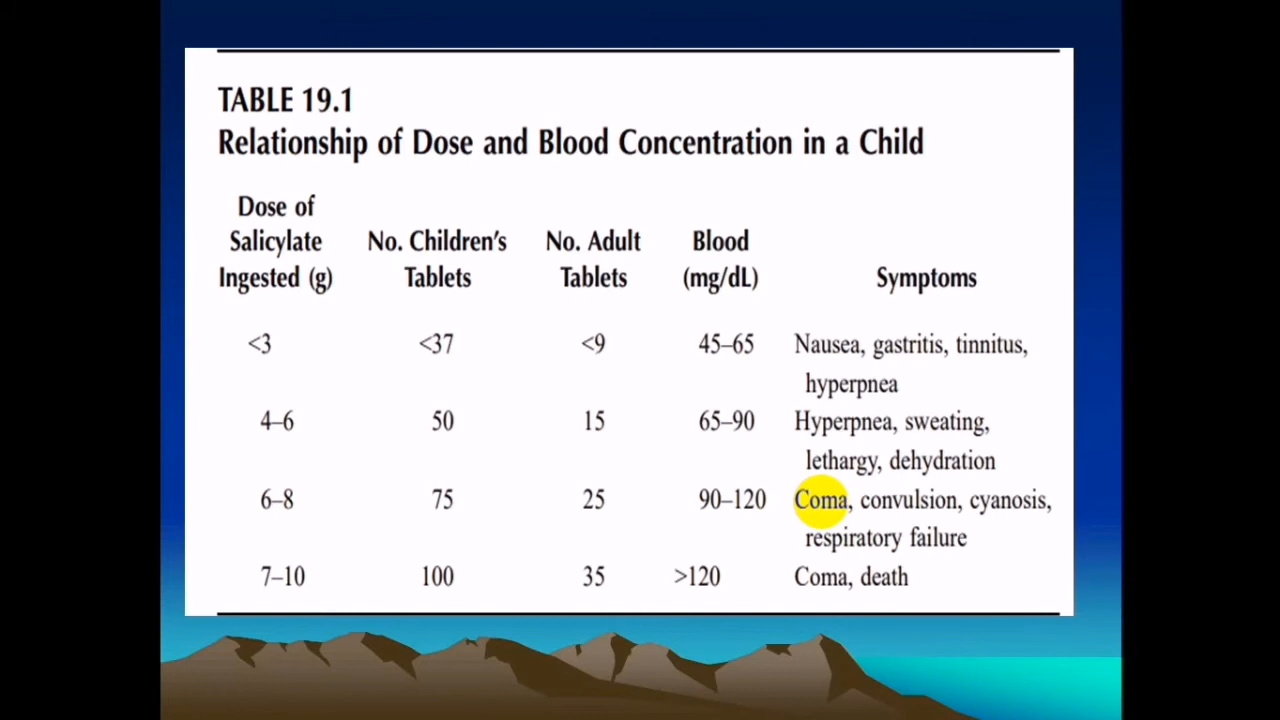 TABLE 19.1
Relationship of Dose and Blood Concentration in a Child
Dose of
Salicylate No. Children's No. Adult Blood
Ingested (g) Tablets Tablets (mg/dL) Symptoms
<3 <37 <9 45–65 Nausea, gastritis, tinnitus,
hyperpnea
4–6 50 15 65–90 Hyperpnea, sweating,
lethargy, dehydration
6–8 75 25 90–120 Coma, convulsion, cyanosis,
respiratory failure
7–10 100 35 >120 Coma, death